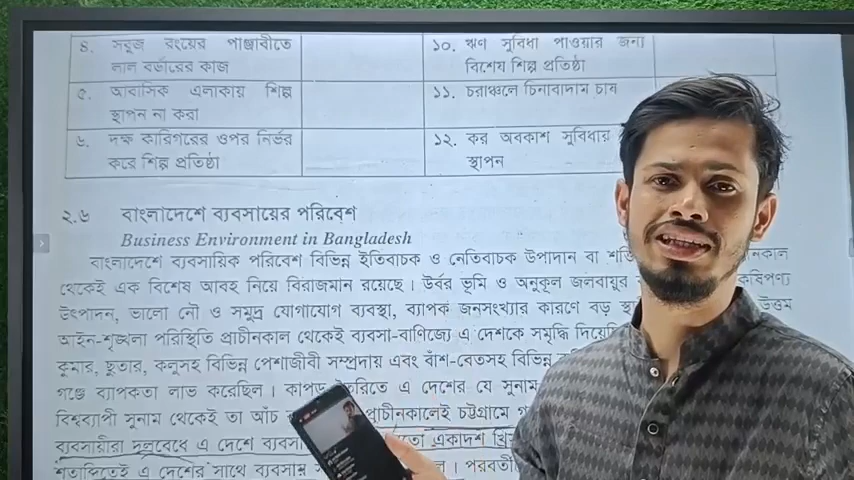 ৪. সবুজ রংয়ের পাঞ্জাবীতে লাল বর্ডারের কাজ
১০. ঋণ সুবিধা পাওয়ার জন্য বিশেষ শিল্প প্রতিষ্ঠা
৫. আবাসিক এলাকায় শিল্প স্থাপন না করা
১১. চরাঞ্চলে চিনাবাদাম চাষ
৬. দক্ষ কারিগরের ওপর নির্ভর করে শিল্প প্রতিষ্ঠা
১২. কর অবকাশ সুবিধার স্থাপন
২.৬ বাংলাদেশে ব্যবসায়ের পরিবেশ
Business Environment in Bangladesh
বাংলাদেশে ব্যবসায়িক পরিবেশ বিভিন্ন ইতিবাচক ও নেতিবাচক উপাদান বা
থেকেই এক বিশেষ আবহ নিয়ে বিরাজমান রয়েছে। উর্বর ভূমি ও অনুকূল জলবায়ুর কৃষিপণ্য
উৎপাদন, ভালো নৌ ও সমুদ্র যোগাযোগ ব্যবস্থা, ব্যাপক জনসংখ্যার কারণে বড় উত্তম
আইন-শৃঙ্খলা পরিস্থিতি প্রাচীনকাল থেকেই ব্যবসা-বাণিজ্যে এ দেশকে সমৃদ্ধি
কুমার, ছুতার, কলুসহ বিভিন্ন পেশাজীবী সম্প্রদায় এবং বাঁশ-বেতসহ বিভিন্ন
গঞ্জে ব্যাপকতা লাভ করেছিল। কাপড় তৈরিতে এ দেশের যে সুনাম
বিশ্বব্যাপী সুনাম থেকেই তা আঁচ প্রাচীনকালেই চট্টগ্রামে
ব্যবসায়ীরা দলবেধে এ দেশে একাদশ
শতাব্দিতেই এ দেশের সাথে ব্যবসায় । পরবর্তী